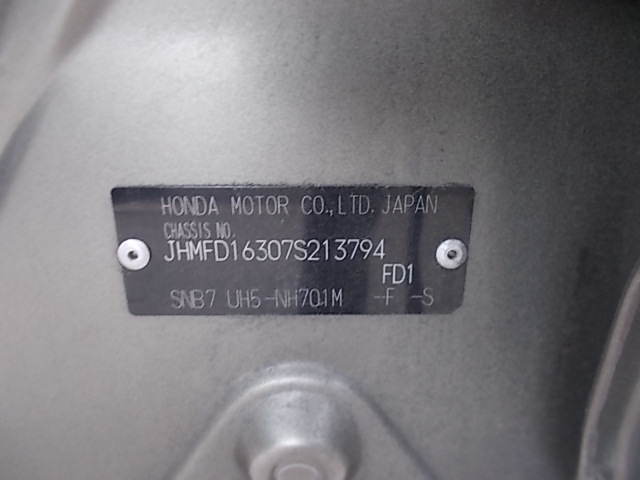 HONDA MOTOR CO.,LTD. JAPAN
CHASSIS NO.
JHMFD16307S213794
FD1
SNB7 UH5-NH701M -F -S